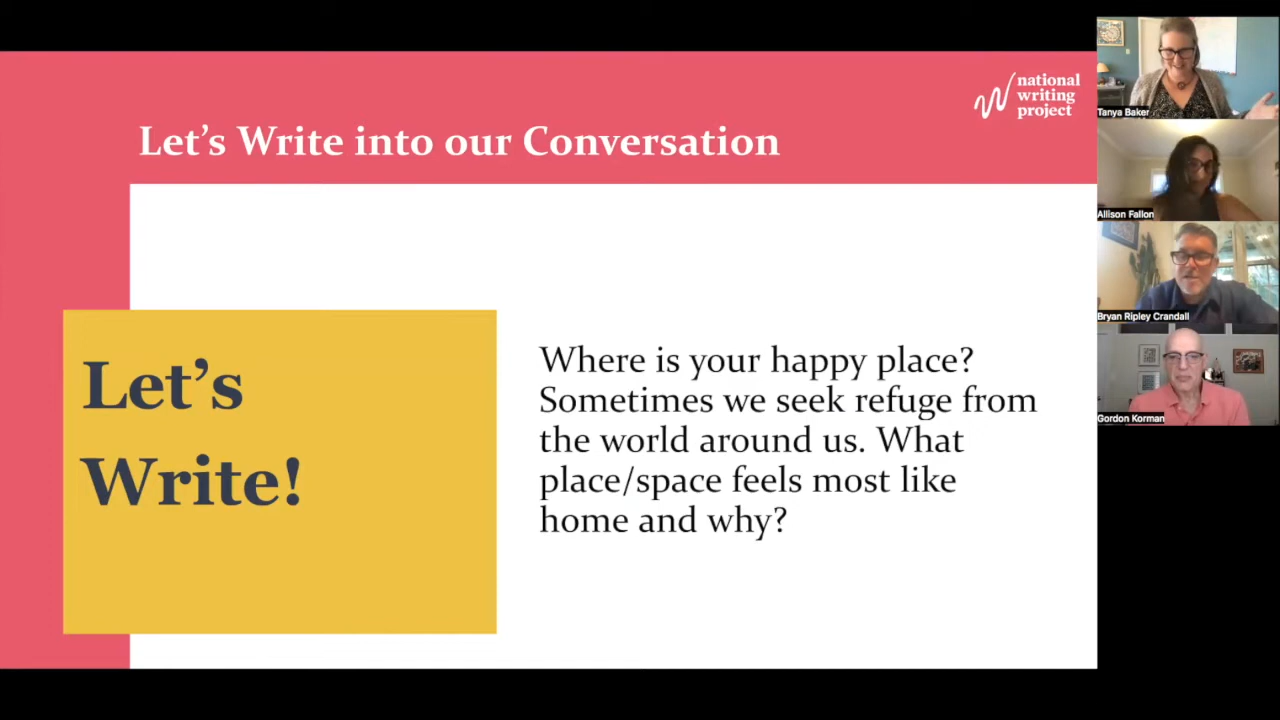 Let's Write into our Conversation
national
writing
project
Let's
Write!
Where is your happy place?
Sometimes we seek refuge from
the world around us. What
place/space feels most like
home and why?
Tanya Baker
Allison Fallon
Bryan Ripley Crandall
Gordon Korman